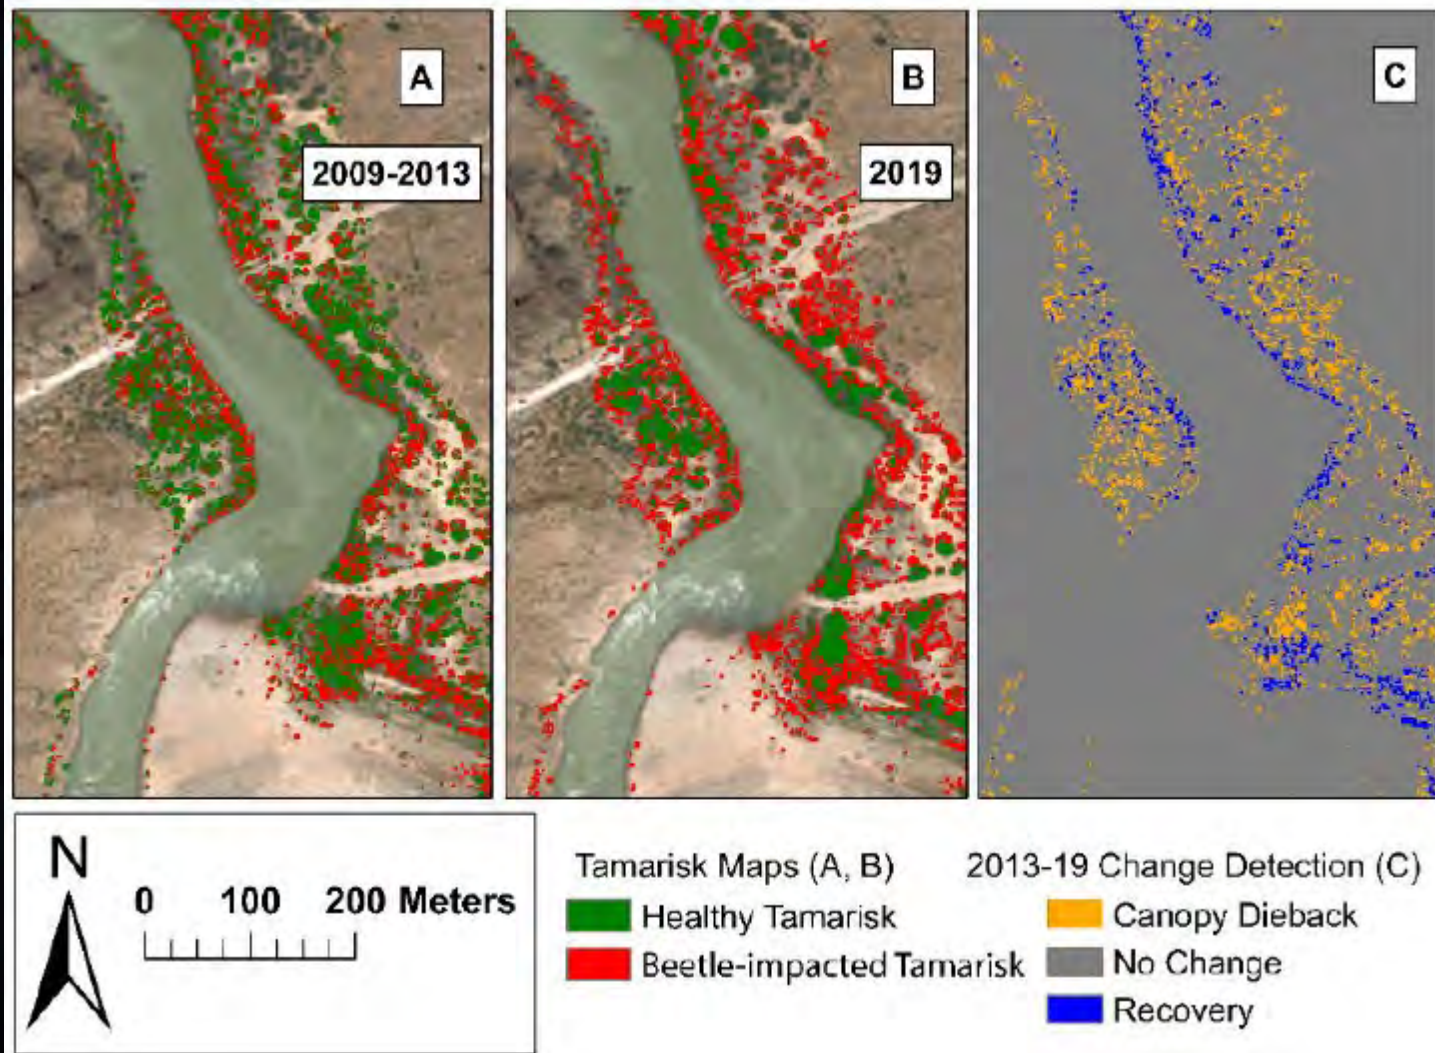 A
2009-2013
B
2019
C
N
0 100 200 Meters
Tamarisk Maps (A, B)
Healthy Tamarisk
Beetle-impacted Tamarisk
2013-19 Change Detection (C)
Canopy Dieback
No Change
Recovery